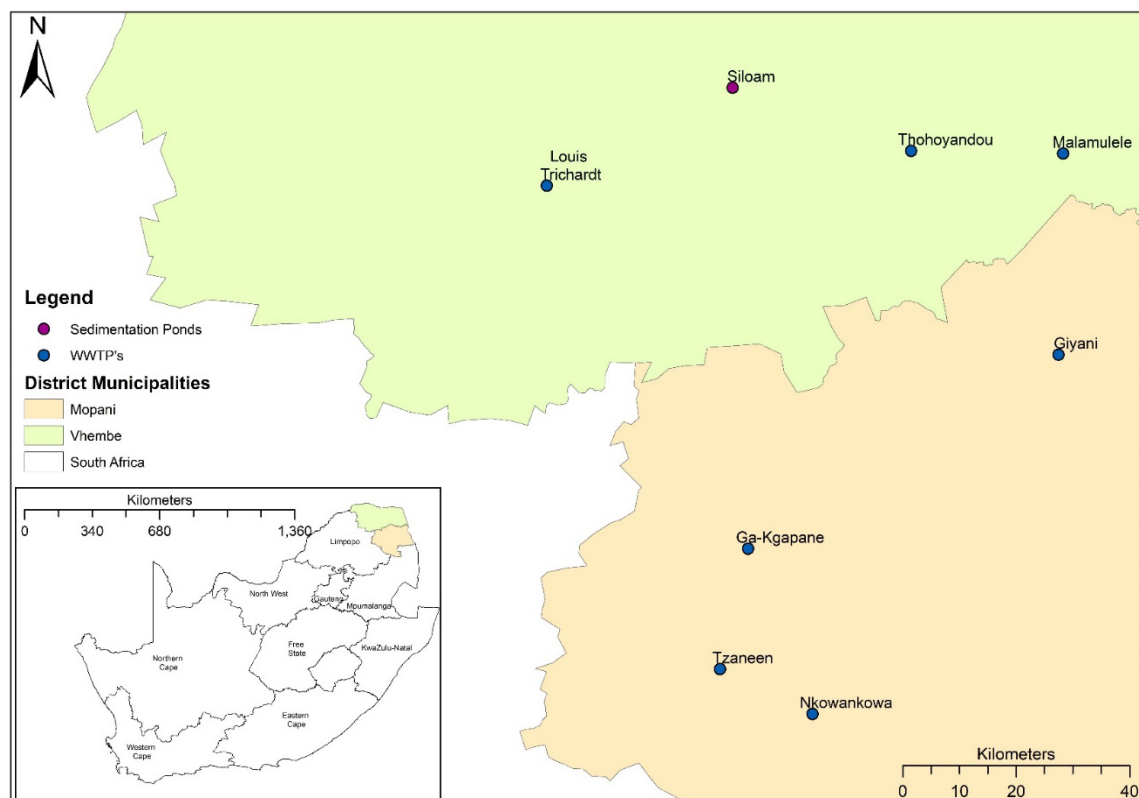 N
Siloam
Thohoyandou
Malamulele
Louis
Trichardt
Legend
Sedimentation Ponds
WWTP's
Giyani
District Municipalities
Mopani
Vhembe
South Africa
Kilometers
0 340 680 1,360
Limpopo
North West
Gauteng
Mpumalanga
Free
State
KwaZulu-Natal
Northern
Cape
Eastern
Cape
Western
Cape
Ga-Kgapane
Tzaneen
Nkowankowa
Kilometers
0 10 20 40